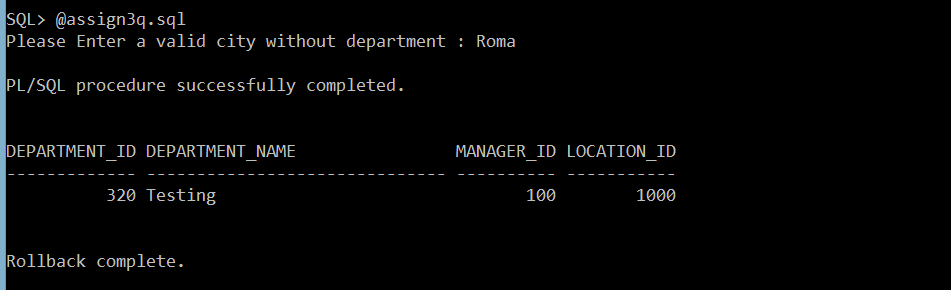 SQL> @assign3q.sql
Please Enter a valid city without department : Roma
PL/SQL procedure successfully completed.
DEPARTMENT_ID DEPARTMENT_NAME                MANAGER_ID LOCATION_ID
------------- ------------------------------ ---------- -----------
          320 Testing                               100        1000
Rollback complete.